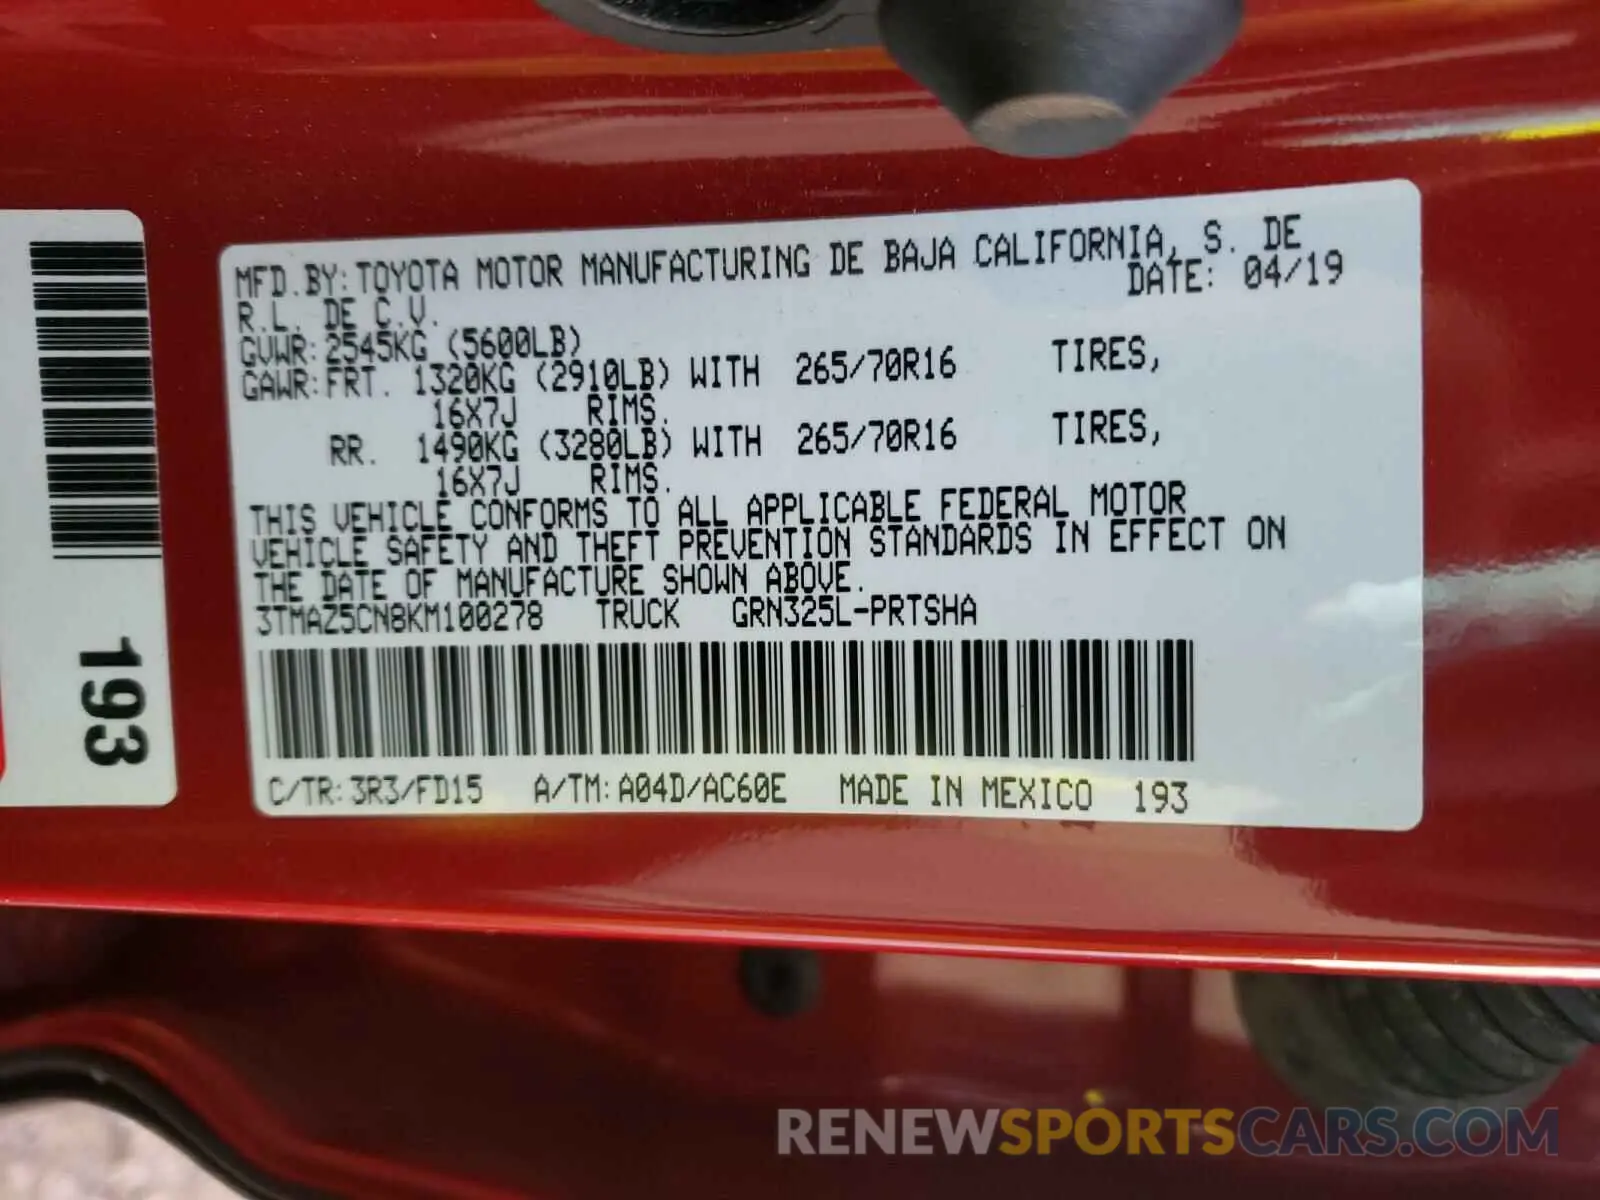 MFD.BY:TOYOTA MOTOR MANUFACTURING DE BAJA CALIFORNIA, S. DE
R.L. DE C.V. DATE: 04/19
GVWR:2545KG (5600LB)
GAWR:FRT. 1320KG (2910LB) WITH 265/70R16 TIRES,
16X7J RIMS.
RR. 1490KG (3280LB) WITH 265/70R16 TIRES,
16X7J RIMS.
THIS VEHICLE CONFORMS TO ALL APPLICABLE FEDERAL MOTOR
VEHICLE SAFETY AND THEFT PREVENTION STANDARDS IN EFFECT ON
THE DATE OF MANUFACTURE SHOWN ABOVE.
3TMAZ5CN8KM100278 TRUCK GRN325L-PRTSHA
C/TR:3R3/FD15 A/TM:A04D/AC60E MADE IN MEXICO 193
193
RENEWSPORTSCARS.COM